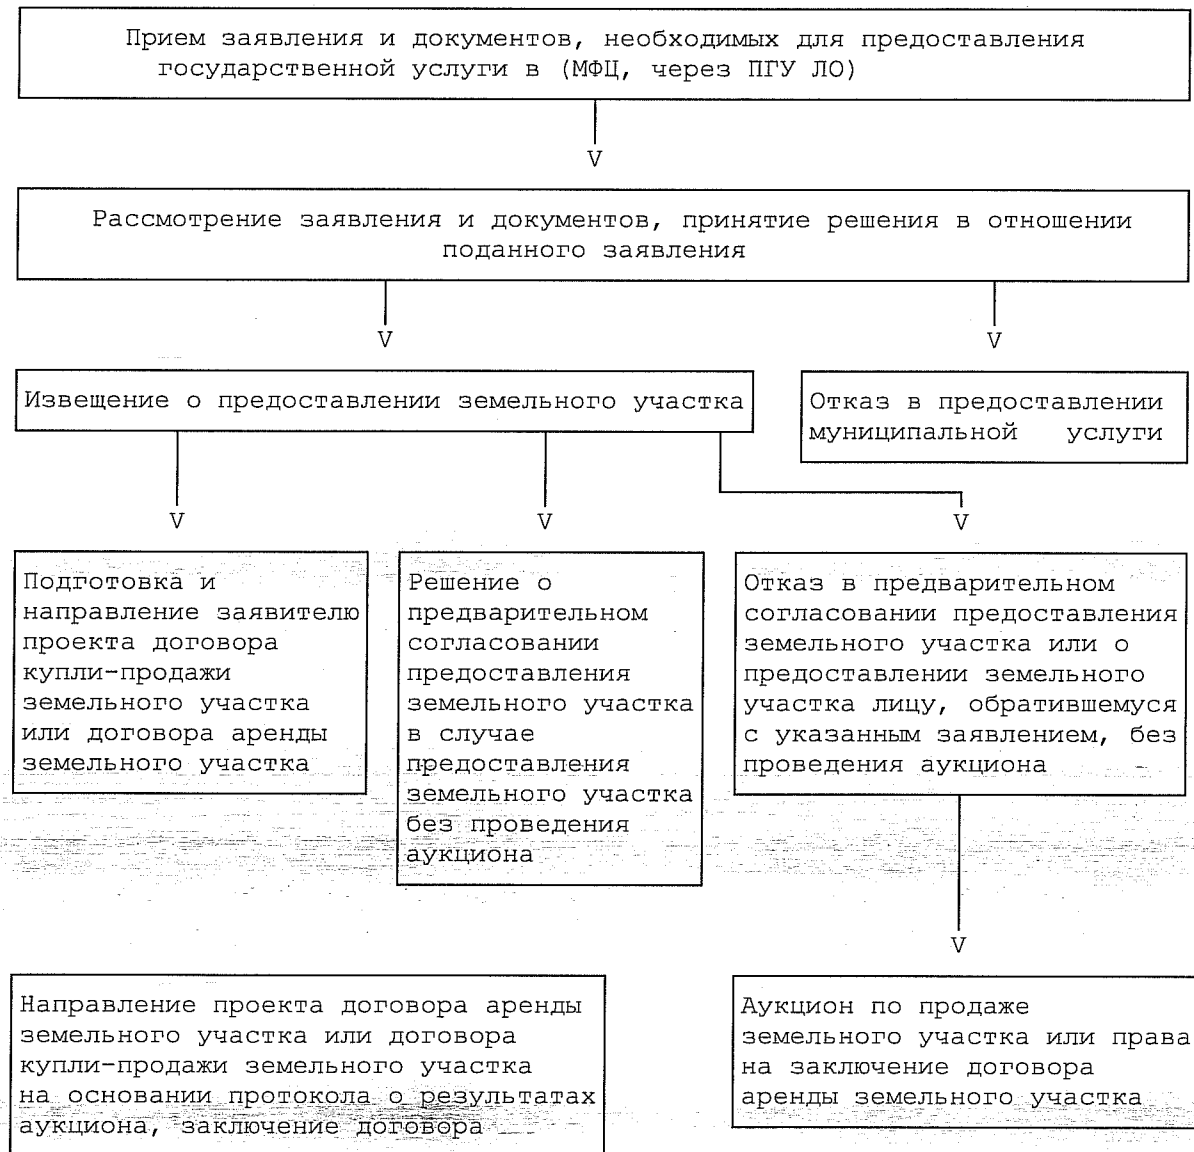 Прием заявления и документов, необходимых для предоставления
государственной услуги в (МФЦ, через ПГУ ЛО)
V
Рассмотрение заявления и документов, принятие решения в отношении
поданного заявления
V
V
Извещение о предоставлении земельного участка
Отказ в предоставлении
муниципальной услуги
V
V
V
Подготовка и
направление заявителю
проекта договора
купли-продажи
земельного участка
или договора аренды
земельного участка
Решение о
предварительном
согласовании
предоставления
земельного участка
в случае
предоставления
земельного участка
без проведения
аукциона
Отказ в предварительном
согласовании предоставления
земельного участка или о
предоставлении земельного
участка лицу, обратившемуся
с указанным заявлением, без
проведения аукциона
V
Направление проекта договора аренды
земельного участка или договора
купли-продажи земельного участка
на основании протокола о результатах
аукциона, заключение договора
Аукцион по продаже
земельного участка или права
на заключение договора
аренды земельного участка